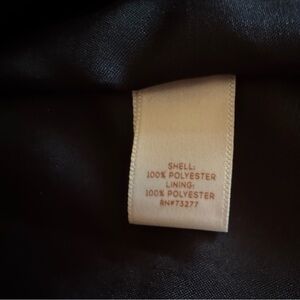 SHELL:
100% POLYESTER
LINING:
100% POLYESTER
RN#73277